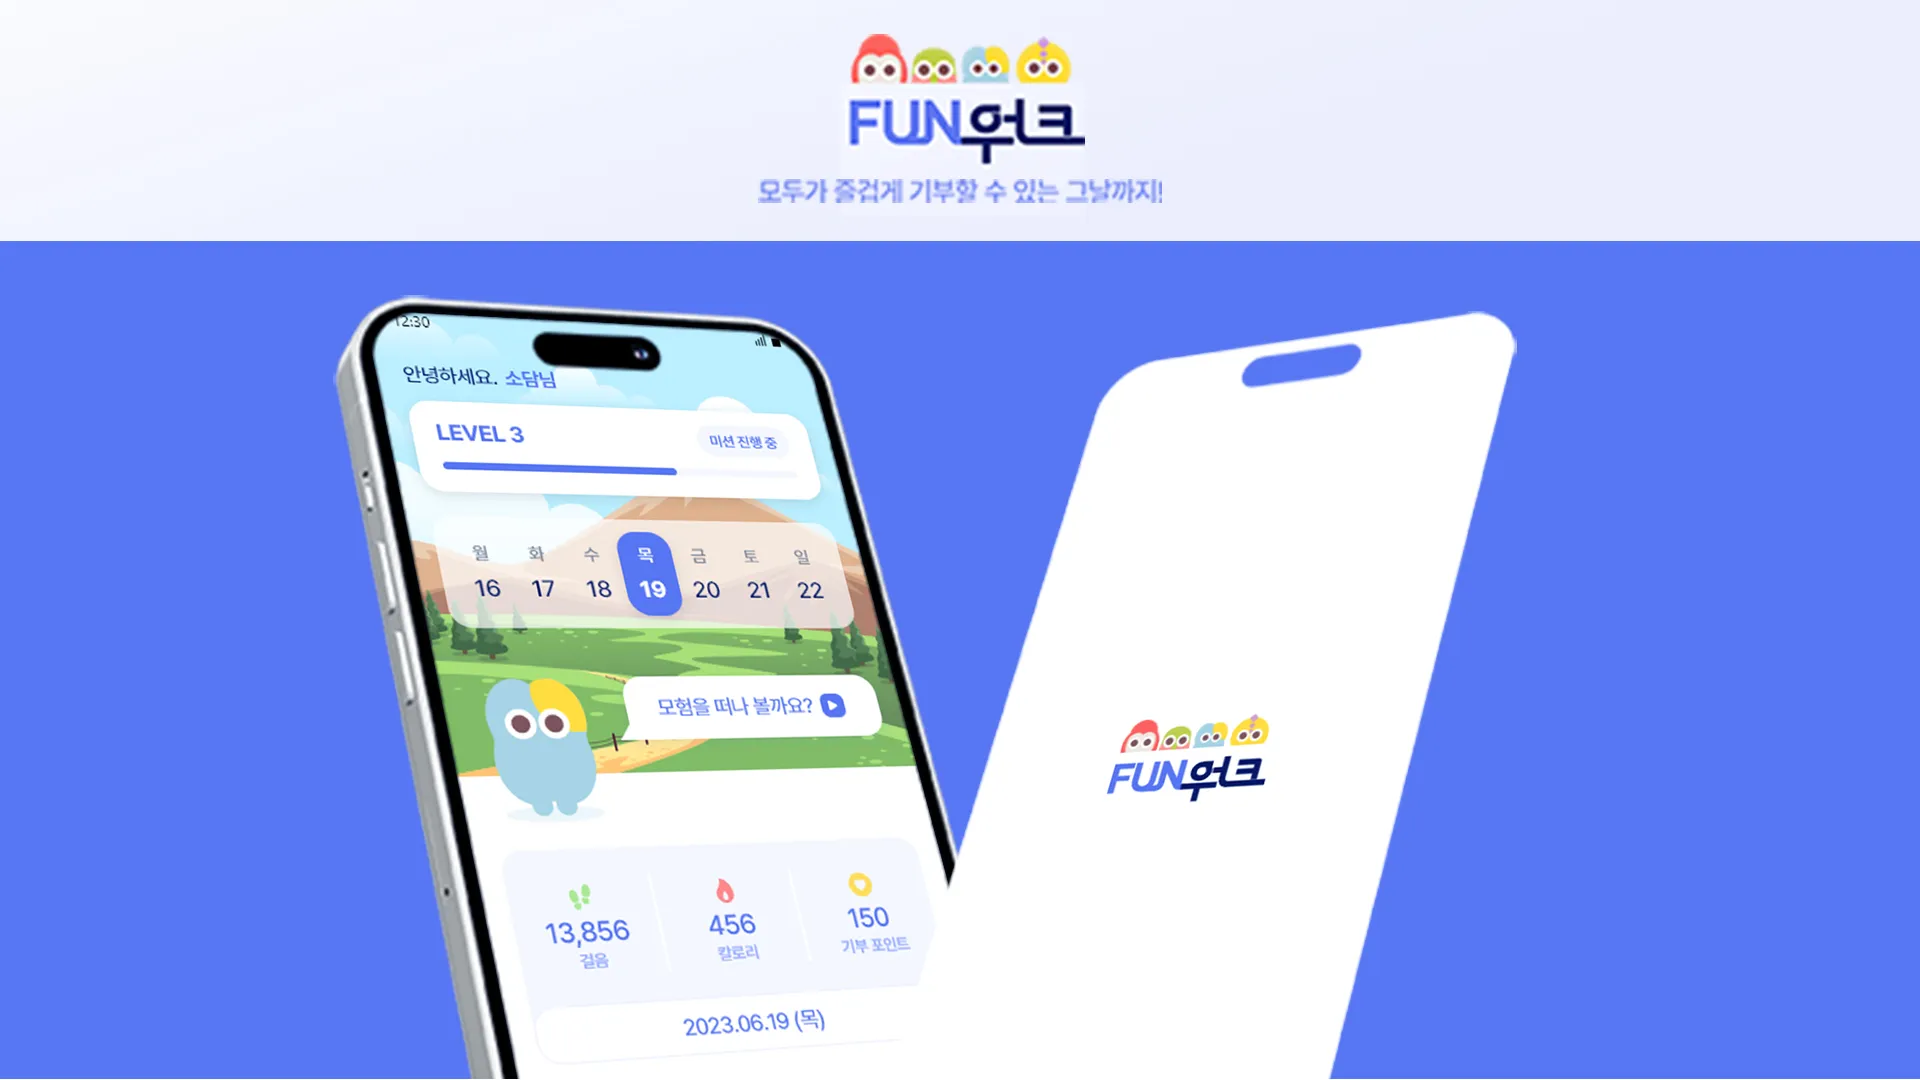 FUN워크
모두가 즐겁게 기부할 수 있는 그날까지!
12:30
안녕하세요. 소담님
LEVEL 3
미션 진행 중
월 화 수 목 금 토 일
16 17 18 19 20 21 22
모험을 떠나 볼까요?
13,856 456 150
걸음 칼로리 기부 포인트
2023.06.19 (목)
FUN워크